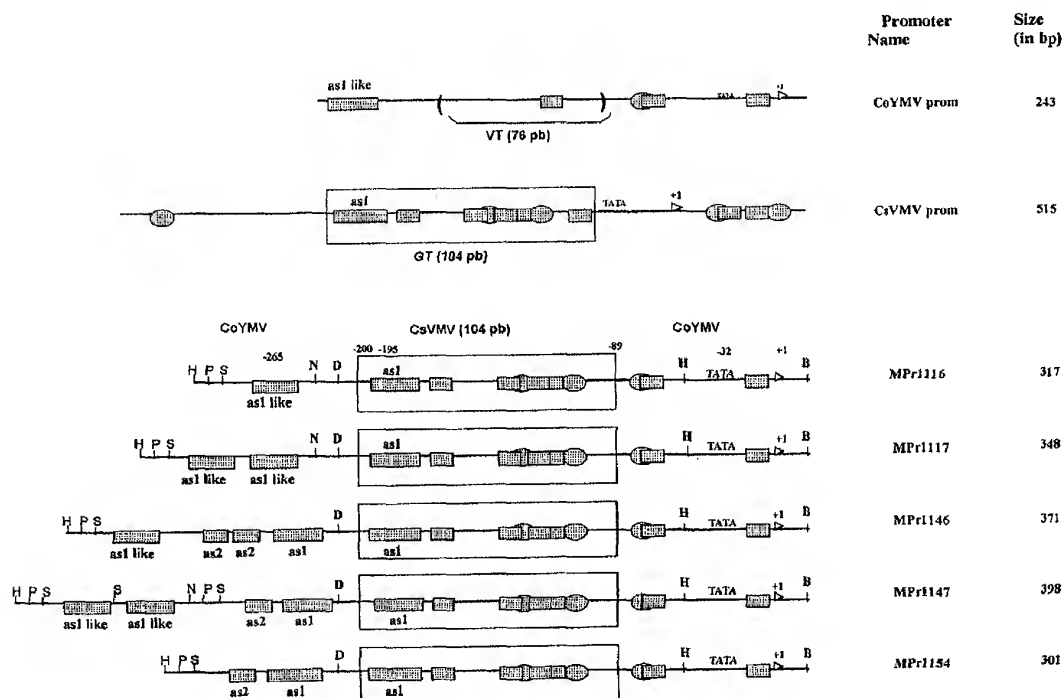 Promoter Name Size (in bp)
as1 like TATA +1 CoYMV prom 243
VT (76 pb)
as1 TATA +1 CsVMV prom 515
GT (104 pb)
CoYMV CsVMV (104 pb) CoYMV
-265 -200 -195 -89 -32 +1
H P S N D as1 H TATA B MPr1116 317
as1 like
H P S N D as1 H TATA +1 B MPr1117 348
as1 like as1 like
H P S D H TATA +1 B MPr1146 371
as1 like as2 as2 as1 as1
H P S S N P S D H TATA +1 B MPr1147 398
as1 like as1 like as2 as1 as1
H P S D H TATA +1 B MPr1154 301
as2 as1 as1